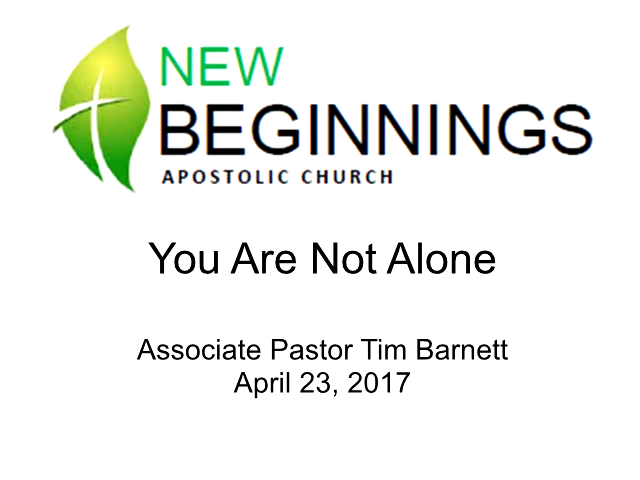 NEW
BEGINNINGS
APOSTOLIC CHURCH
You Are Not Alone
Associate Pastor Tim Barnett
April 23, 2017